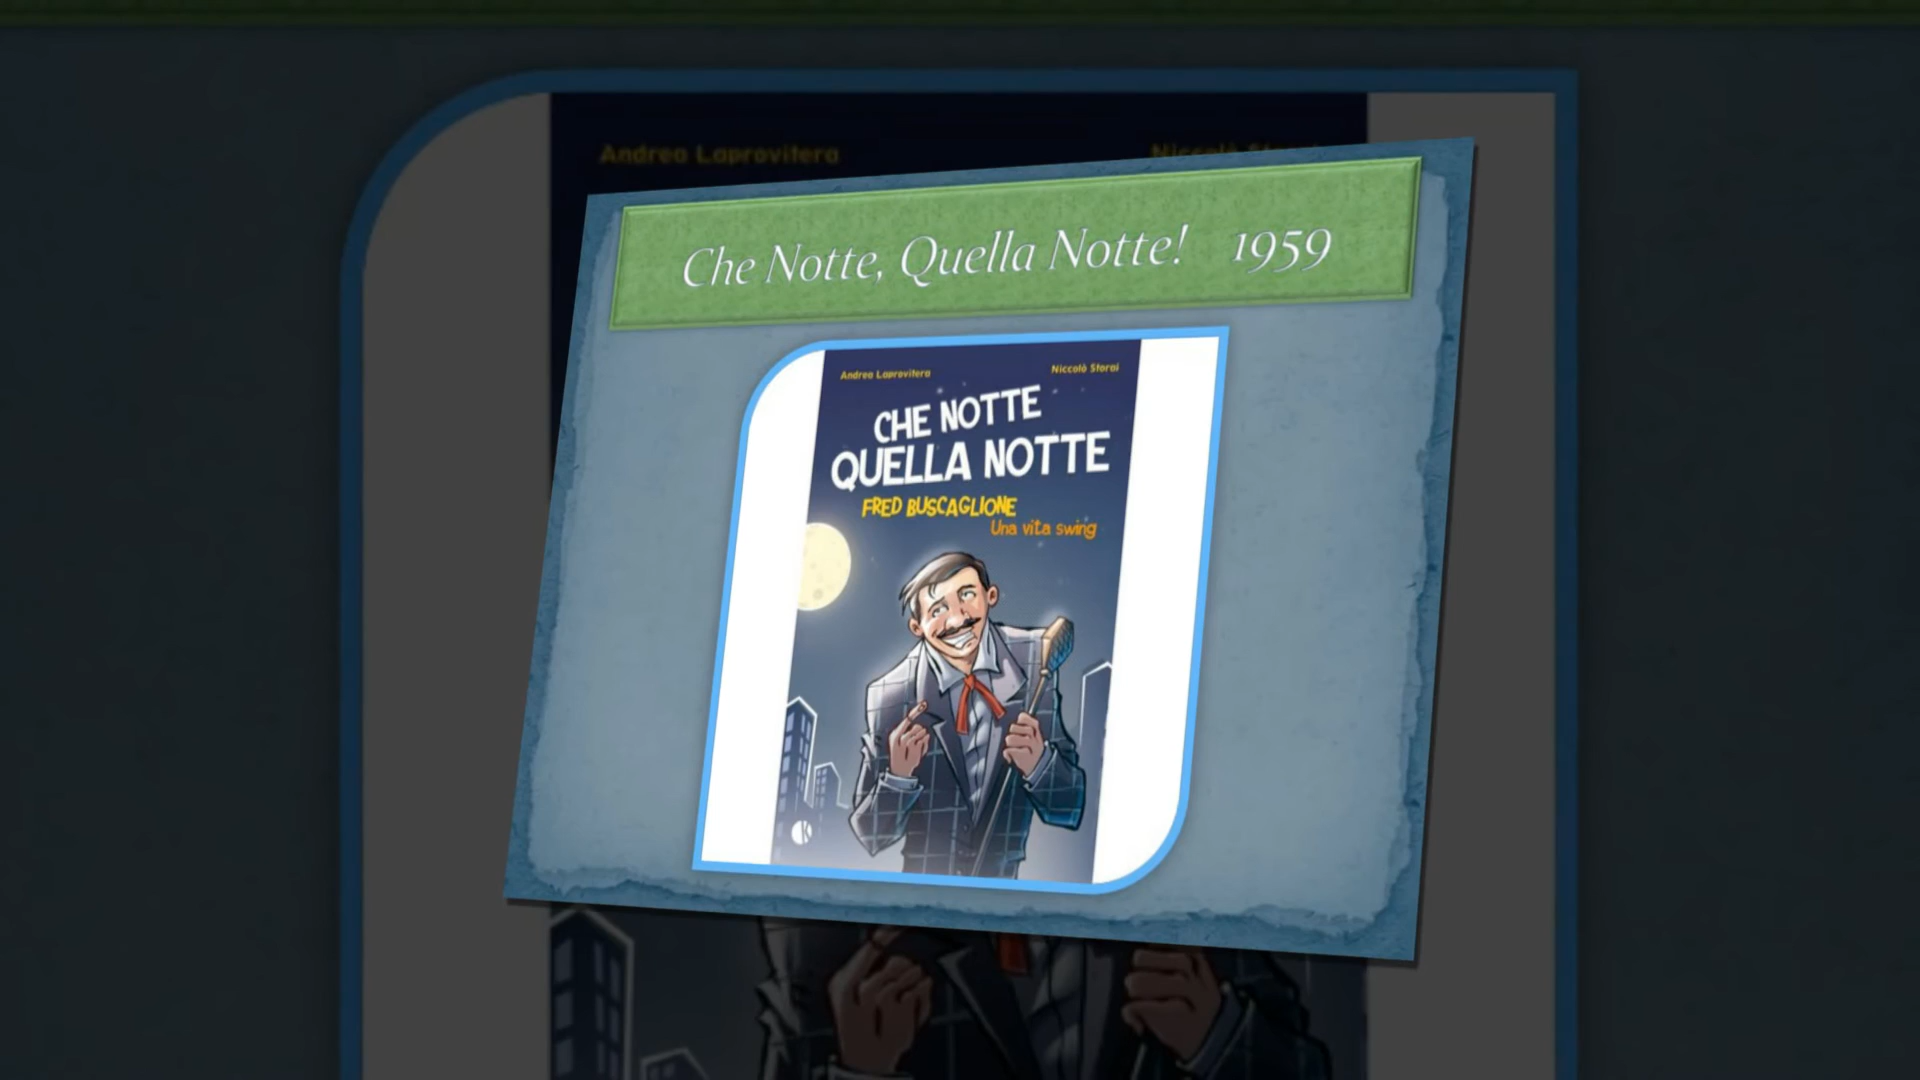 Andrea Laprovitera
Che Notte, Quella Notte! 1959
Andrea Laprovitera Niccolò Storai
CHE NOTTE
QUELLA NOTTE
FRED BUSCAGLIONE
Una vita swing